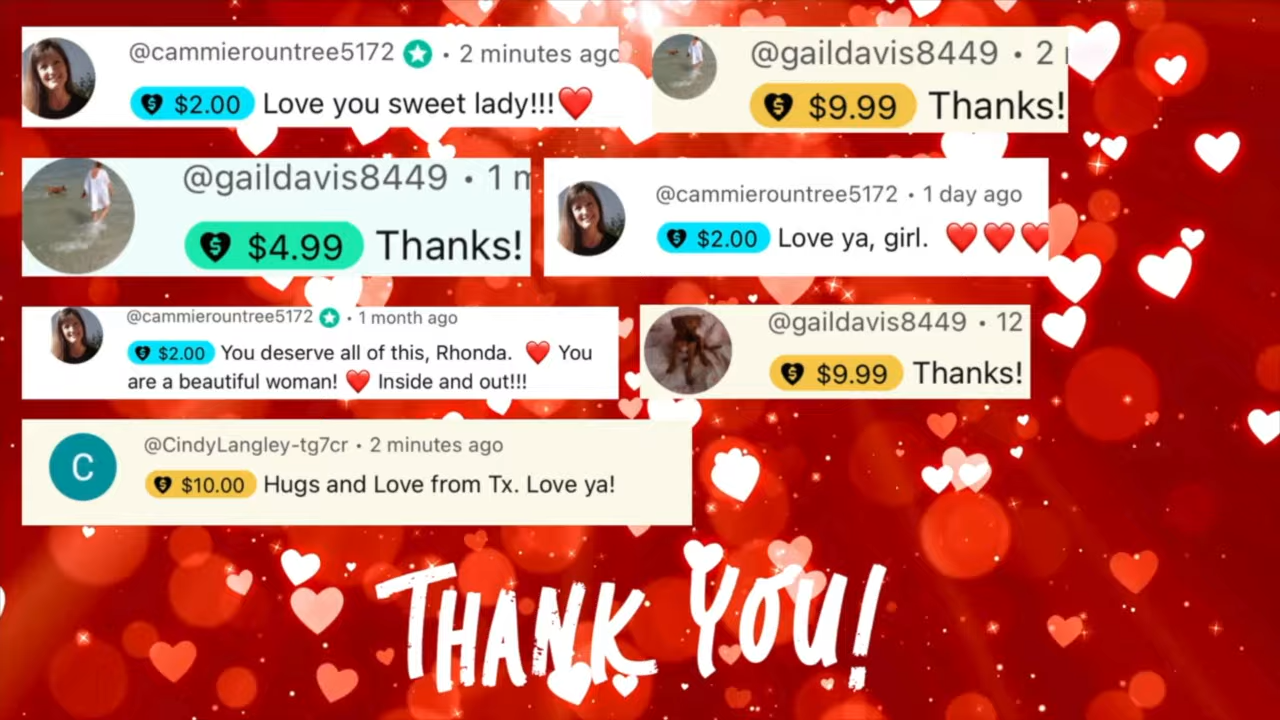 @cammierountree5172 • 2 minutes ago
$2.00 Love you sweet lady!!!❤️
@gaildavis8449 • 2
$9.99 Thanks!
@gaildavis8449 • 1
$4.99 Thanks!
@cammierountree5172 • 1 day ago
$2.00 Love ya, girl. ❤️❤️❤️
@cammierountree5172 • 1 month ago
$2.00 You deserve all of this, Rhonda. ❤️ You
are a beautiful woman! ❤️ Inside and out!!!
@gaildavis8449 • 12
$9.99 Thanks!
C
@CindyLangley-tg7cr • 2 minutes ago
$10.00 Hugs and Love from Tx. Love ya!
THANK YOU!